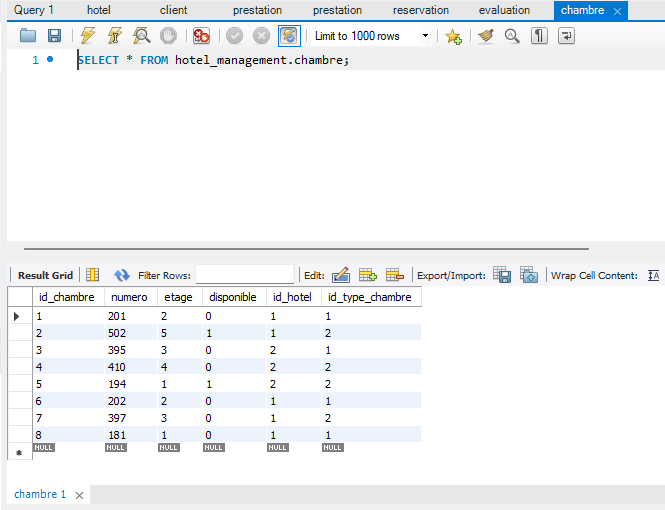 Query 1 hotel client prestation prestation reservation evaluation chambre
Limit to 1000 rows
1 SELECT * FROM hotel_management.chambre;
Result Grid Filter Rows: Edit: Export/Import: Wrap Cell Content:
id_chambre numero etage disponible id_hotel id_type_chambre
1 201 2 0 1 1
2 502 5 1 1 2
3 395 3 0 2 1
4 410 4 0 2 2
5 194 1 1 2 2
6 202 2 0 1 1
7 397 3 0 1 2
8 181 1 0 1 1
NULL NULL NULL NULL NULL NULL
chambre 1